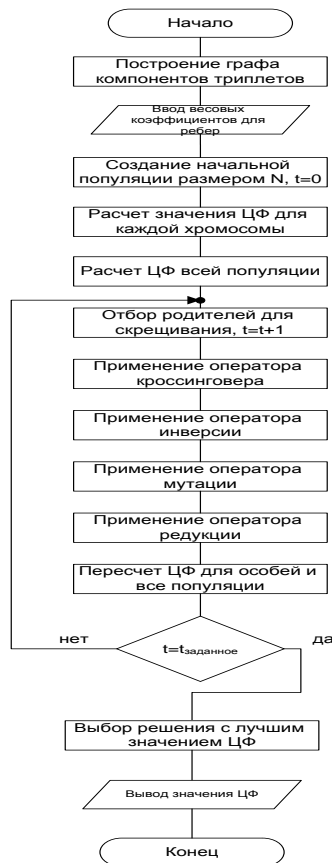 Начало
Построение графа
компонентов триплетов
Ввод весовых
коэффициентов для
ребер
Создание начальной
популяции размером N, t=0
Расчет значения ЦФ для
каждой хромосомы
Расчет ЦФ всей популяции
Отбор родителей для
скрещивания, t=t+1
Применение оператора
кроссинговера
Применение оператора
инверсии
Применение оператора
мутации
Применение оператора
редукции
Пересчет ЦФ для особей и
все популяции
нет
t=tзаданное
да
Выбор решения с лучшим
значением ЦФ
Вывод значения ЦФ
Конец